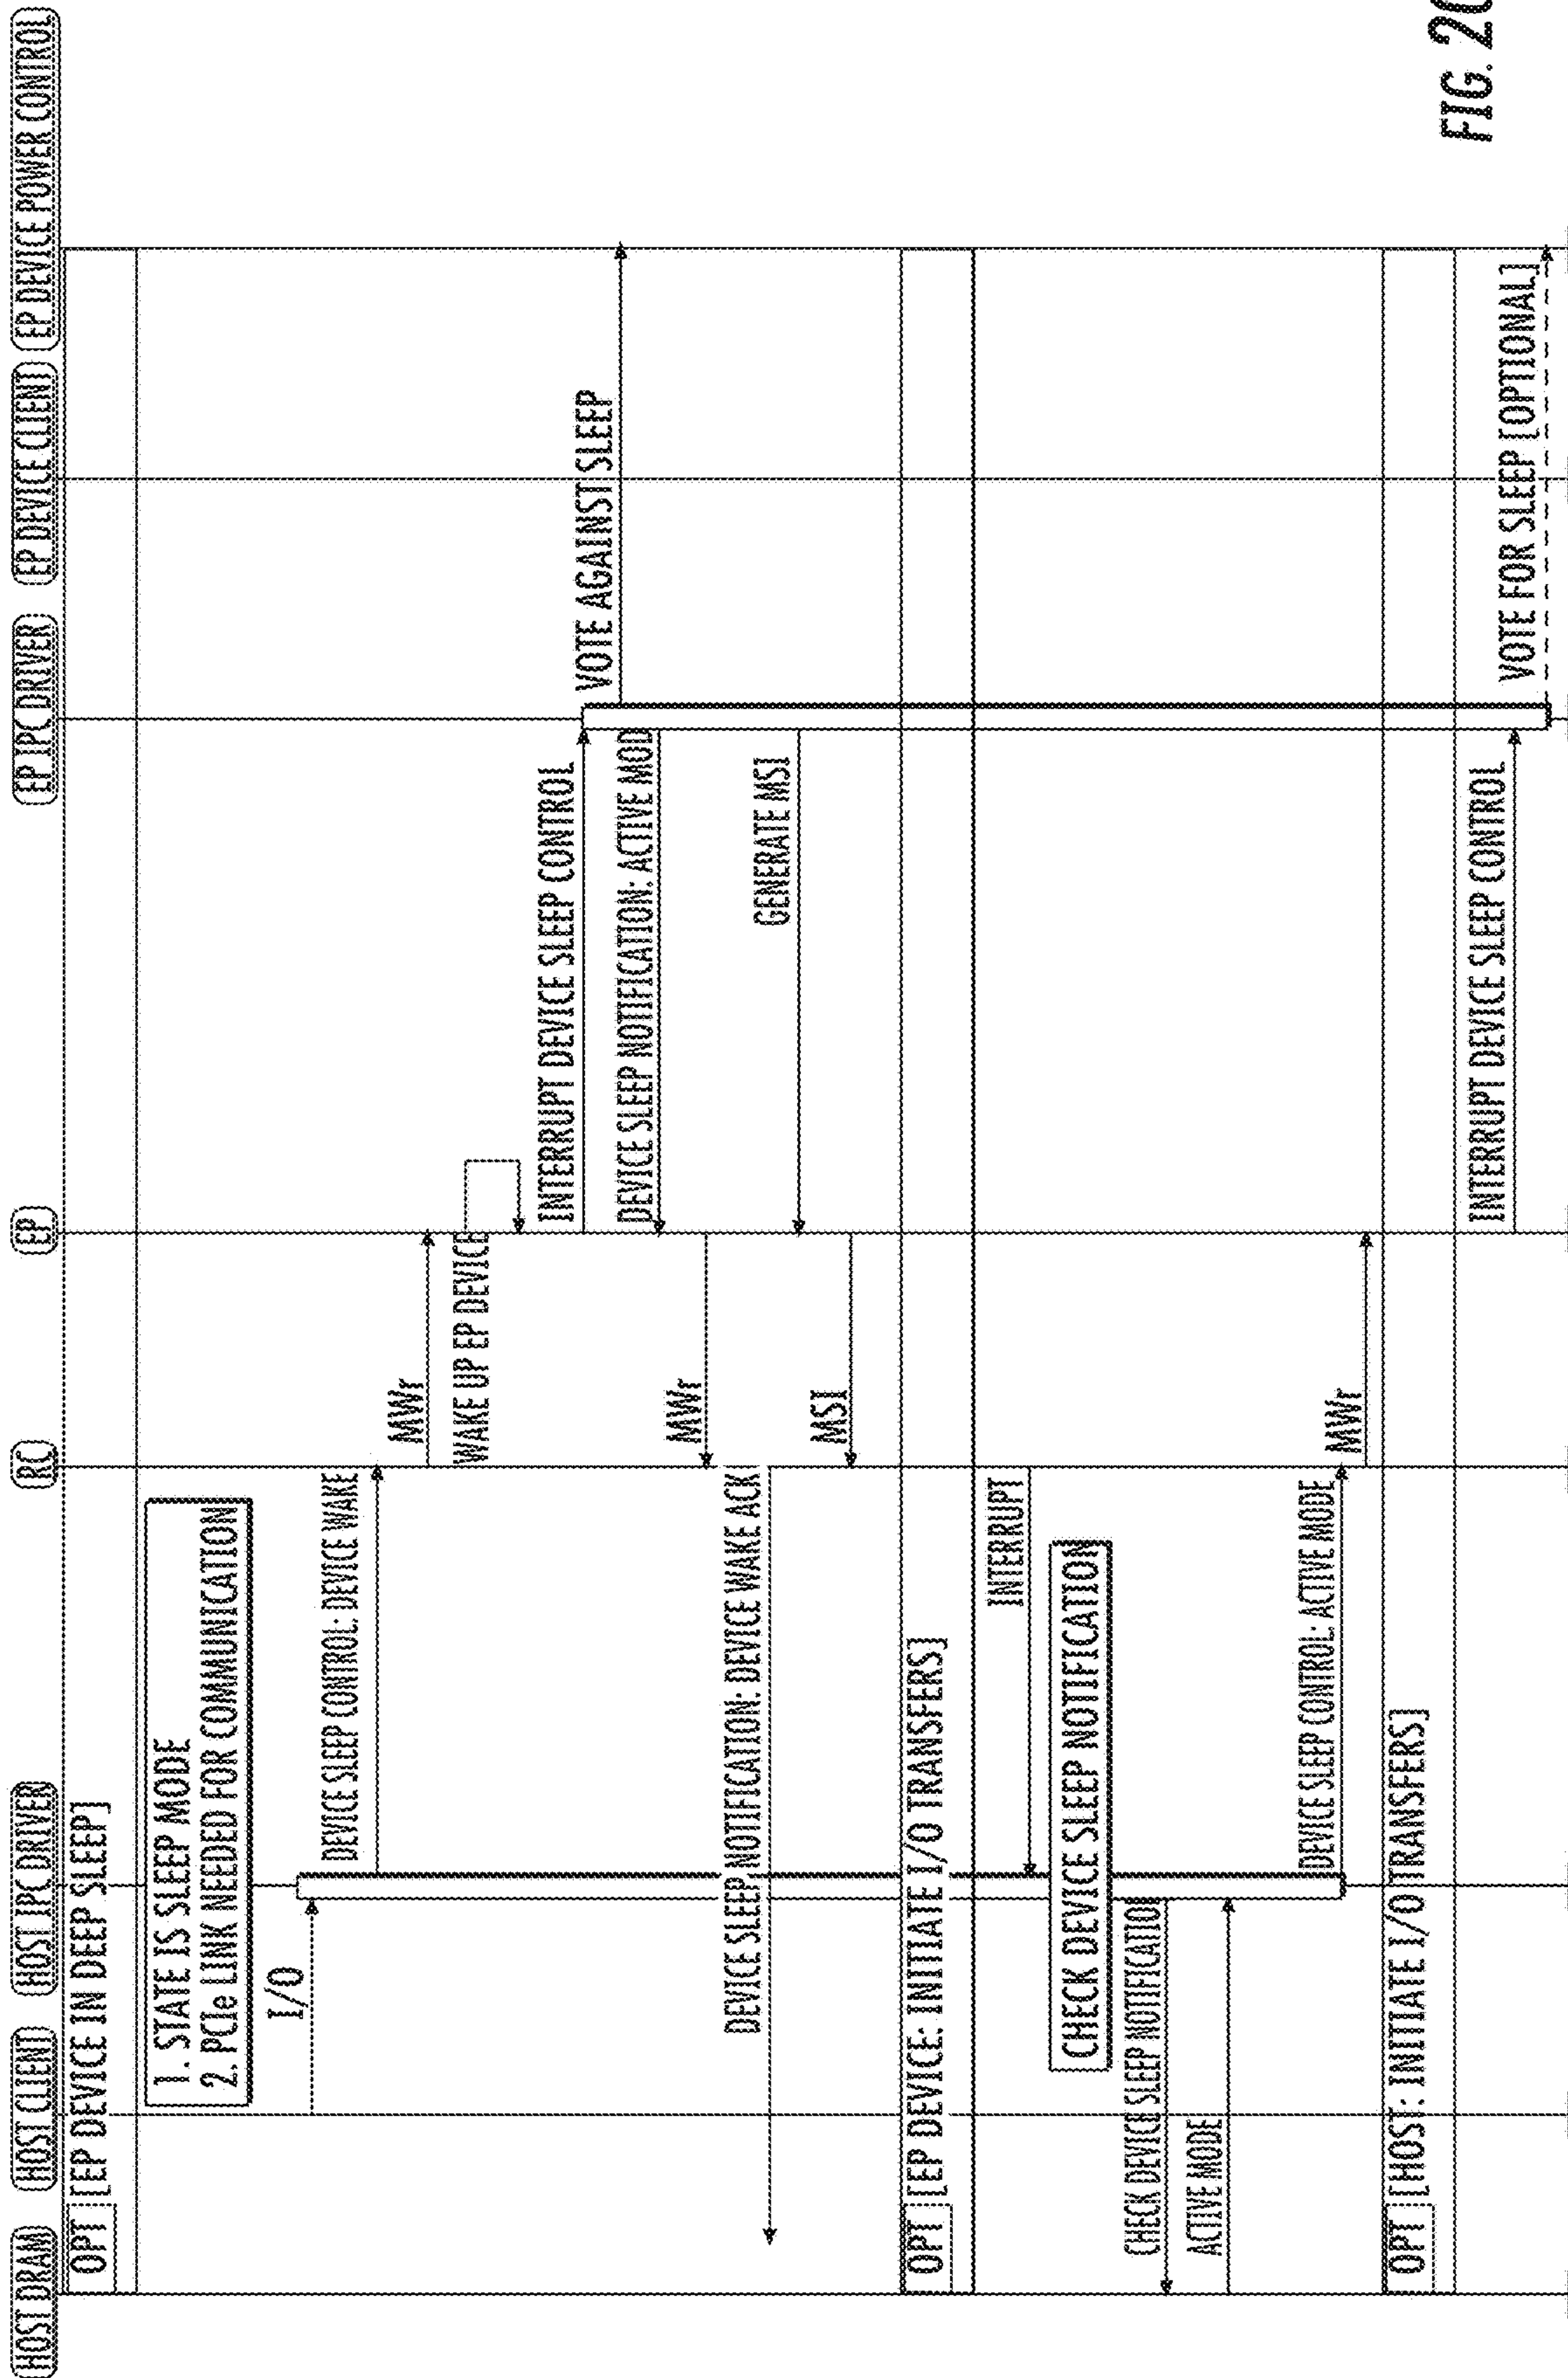 HOST DRAM
HOST CLIENT
HOST IPC DRIVER
RC
EP
EP IPC DRIVER
EP DEVICE CLIENT
EP DEVICE POWER CONTROL
OPT [EP DEVICE IN DEEP SLEEP]
1. STATE IS SLEEP MODE
2. PCIe LINK NEEDED FOR COMMUNICATION
I/O
DEVICE SLEEP CONTROL: DEVICE WAKE
MWr
WAKE UP EP DEVICE
INTERRUPT DEVICE SLEEP CONTROL
VOTE AGAINST SLEEP
DEVICE SLEEP NOTIFICATION: ACTIVE MOD
MWr
DEVICE SLEEP NOTIFICATION: DEVICE WAKE ACK
GENERATE MSI
MSI
OPT [EP DEVICE: INITIATE I/O TRANSFERS]
INTERRUPT
CHECK DEVICE SLEEP NOTIFICATION
CHECK DEVICE SLEEP NOTIFICATION
ACTIVE MODE
DEVICE SLEEP CONTROL: ACTIVE MODE
MWr
OPT [HOST: INITIATE I/O TRANSFERS]
INTERRUPT DEVICE SLEEP CONTROL
VOTE FOR SLEEP [OPTIONAL]
FIG.